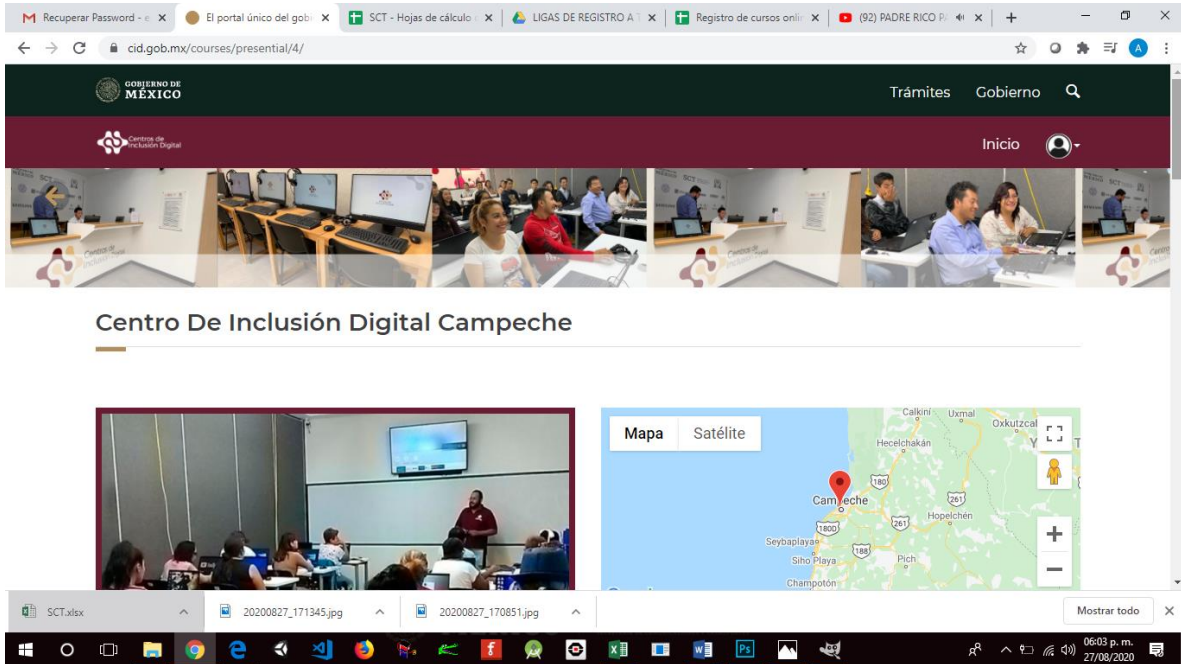 Recuperar Password - e
El portal único del gobi
SCT - Hojas de cálculo
LIGAS DE REGISTRO A T
Registro de cursos onlin
(92) PADRE RICO P
cid.gob.mx/courses/presential/4/
A
GOBIERNO DE
MÉXICO
Trámites Gobierno
Centros de
Inclusión Digital
Inicio
Centro De Inclusión Digital Campeche
Mapa Satélite
Calkiní
Uxmal
Oxkutzcal
Hecelchakán
180
Campeche
261
261
Hopelchén
180D
Seybaplaya
188
Siho Playa
Pich
Champotón
SCT.xlsx
20200827_171345.jpg
20200827_170851.jpg
Mostrar todo
06:03 p. m.
27/08/2020